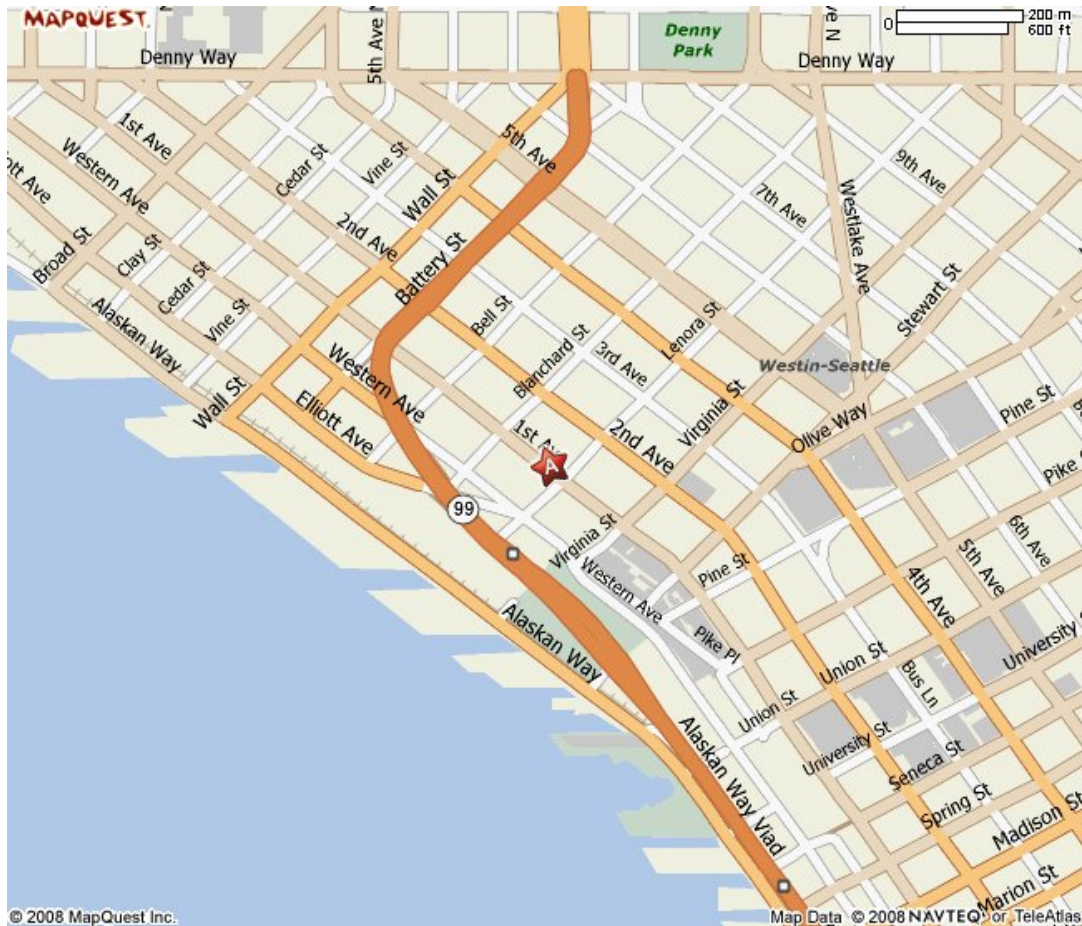 MAPQUEST.
0
200 m
600 ft
5th Ave N
Denny Park
Denny Way
Denny Way
1st Ave
Western Ave
Cedar St
Vine St
5th Ave
Wall St
9th Ave
7th Ave
Westlake Ave
Broad St
Clay St
2nd Ave
Battery St
Cedar St
Vine St
Alaskan Way
Bell St
Lenora St
Stewart St
Blanchard St
3rd Ave
Westin-Seattle
Western Ave
Wall St
Elliott Ave
1st Ave
A
2nd Ave
Virginia St
Olive Way
Pine St
99
Virginia St
Western Ave
Pine St
6th Ave
5th Ave
4th Ave
Alaskan Way
Pike Pl
Union St
Bus Ln
University
Union St
Alaskan Way Viad
University St
Seneca St
Spring St
Madison St
Marion St
© 2008 MapQuest Inc.
Map Data © 2008 NAVTEQ or TeleAtlas